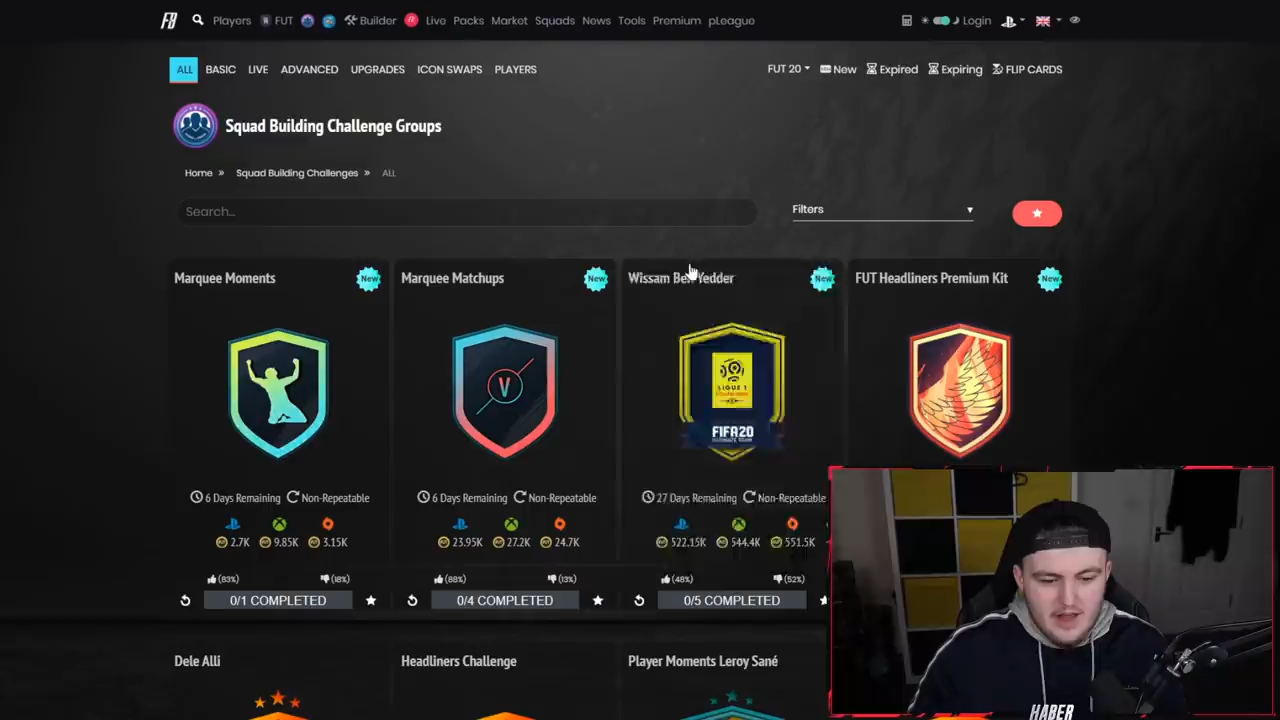 FB Players FUT Builder Live Packs Market Squads News Tools Premium pLeague Login
ALL BASIC LIVE ADVANCED UPGRADES ICON SWAPS PLAYERS FUT 20 New Expired Expiring FLIP CARDS
Squad Building Challenge Groups
Home » Squad Building Challenges » ALL
Search... Filters
Marquee Moments New Marquee Matchups New Wissam Ben Yedder New FUT Headliners Premium Kit New
V
LIGUE 1
FIFA20
6 Days Remaining Non-Repeatable 6 Days Remaining Non-Repeatable 27 Days Remaining Non-Repeatable
2.7K 9.85K 3.15K 23.95K 27.2K 24.7K 522.15K 544.4K 551.5K
(83%) (18%) (88%) (13%) (48%) (52%)
0/1 COMPLETED 0/4 COMPLETED 0/5 COMPLETED
Dele Alli Headliners Challenge Player Moments Leroy Sané
HABER